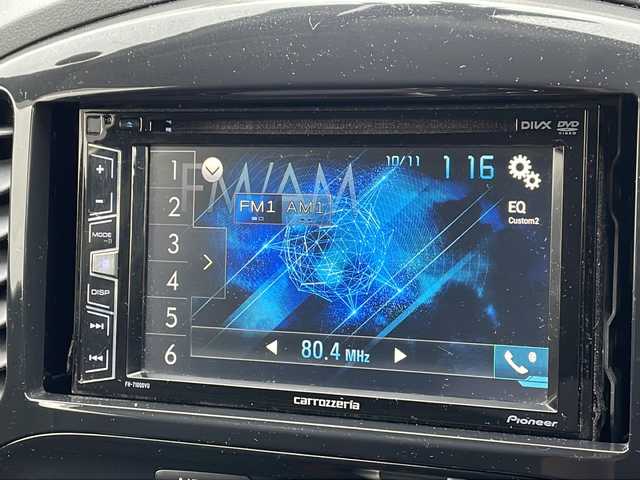 DIVX DVD
VIDEO
FM/AM
10/11 1 16
1
2
3
4
5
6
FM1 AM1
EQ
Custom2
80.4 MHz
+
−
MODE
DISP
FH-7100DVD
carrozzeria
Pioneer